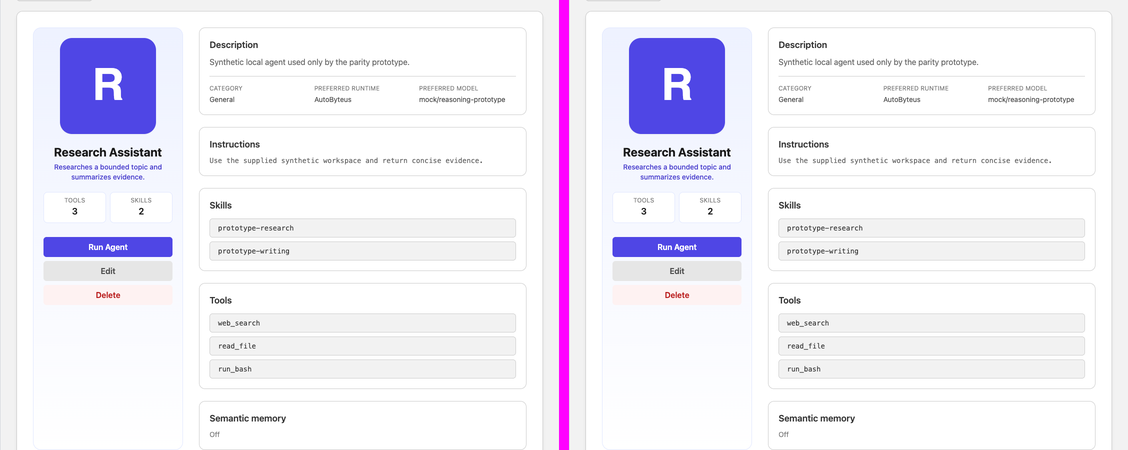 R
Research Assistant
Researches a bounded topic and
summarizes evidence.
TOOLS
3
SKILLS
2
Run Agent
Edit
Delete
Description
Synthetic local agent used only by the parity prototype.
CATEGORY
General
PREFERRED RUNTIME
AutoByteus
PREFERRED MODEL
mock/reasoning-prototype
Instructions
Use the supplied synthetic workspace and return concise evidence.
Skills
prototype-research
prototype-writing
Tools
web_search
read_file
run_bash
Semantic memory
Off
R
Research Assistant
Researches a bounded topic and
summarizes evidence.
TOOLS
3
SKILLS
2
Run Agent
Edit
Delete
Description
Synthetic local agent used only by the parity prototype.
CATEGORY
General
PREFERRED RUNTIME
AutoByteus
PREFERRED MODEL
mock/reasoning-prototype
Instructions
Use the supplied synthetic workspace and return concise evidence.
Skills
prototype-research
prototype-writing
Tools
web_search
read_file
run_bash
Semantic memory
Off